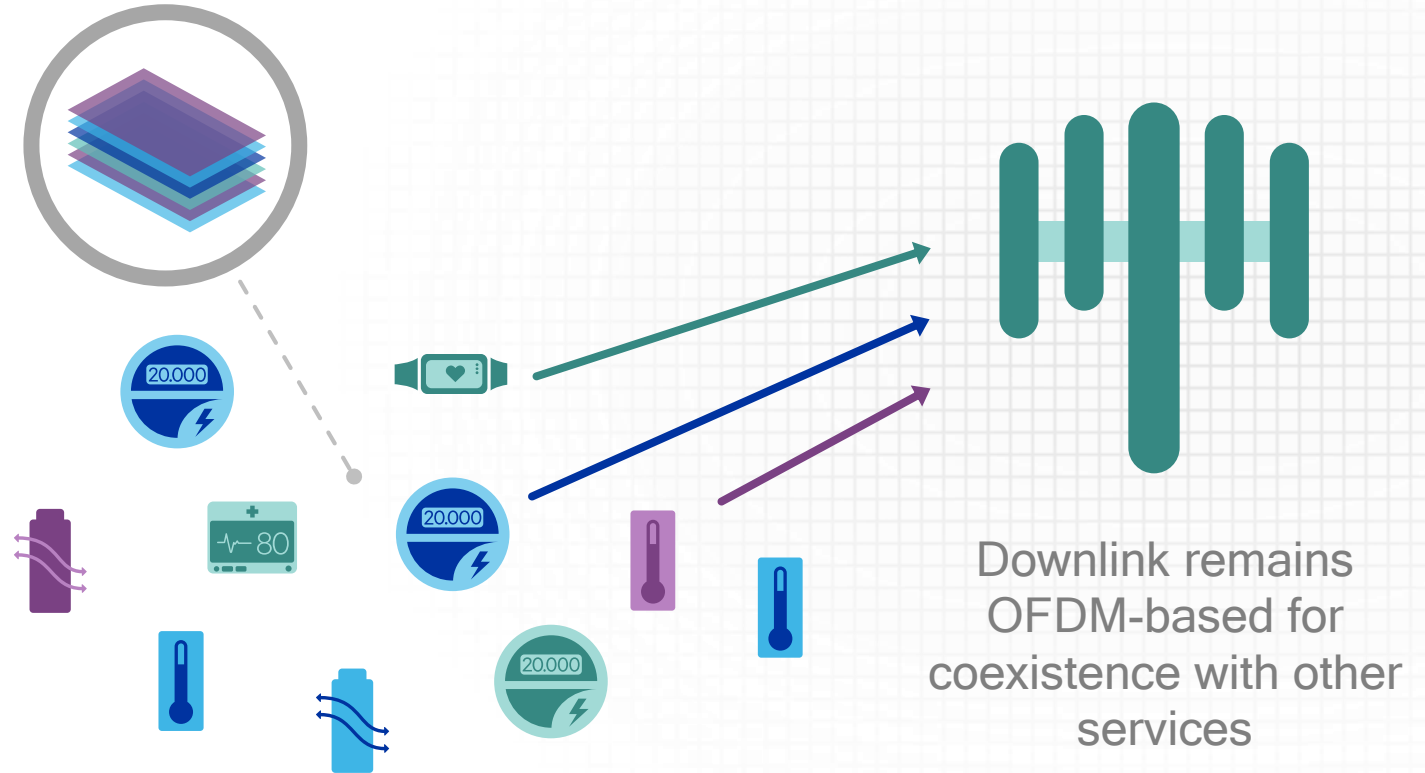 20.000
80
20.000
20.000
Downlink remains
OFDM-based for
coexistence with other
services